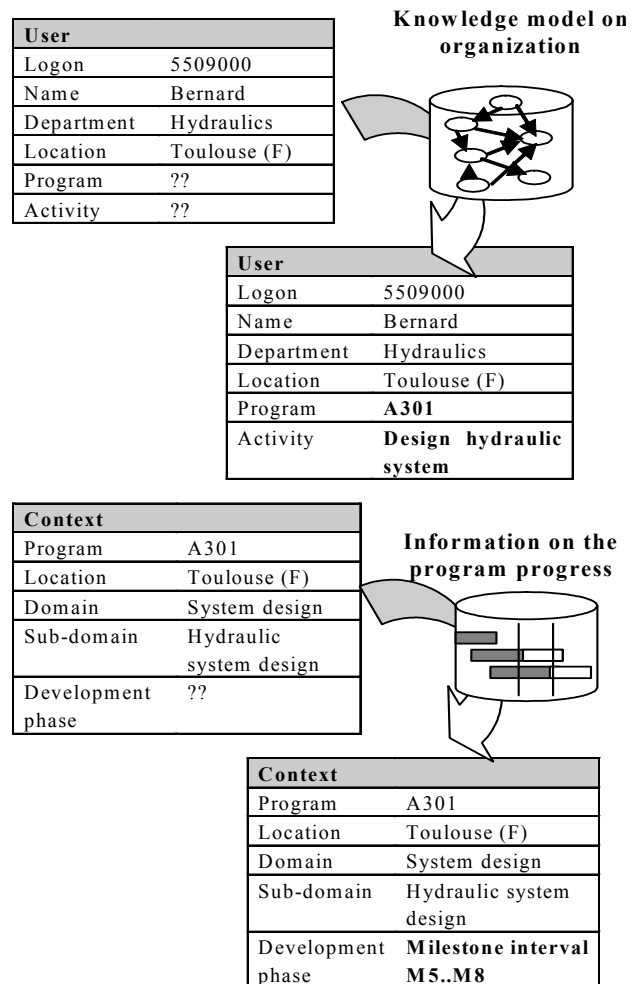 Knowledge model on
organization
User
Logon 5509000
Name Bernard
Department Hydraulics
Location Toulouse (F)
Program ??
Activity ??
User
Logon 5509000
Name Bernard
Department Hydraulics
Location Toulouse (F)
Program A301
Activity Design hydraulic
system
Context
Program A301
Location Toulouse (F)
Domain System design
Sub-domain Hydraulic
system design
Development ??
phase
Information on the
program progress
Context
Program A301
Location Toulouse (F)
Domain System design
Sub-domain Hydraulic system
design
Development Milestone interval
phase M5..M8